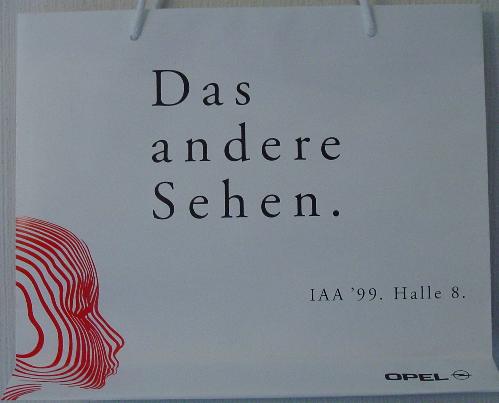 Das
andere
Sehen.
IAA '99. Halle 8.
OPEL